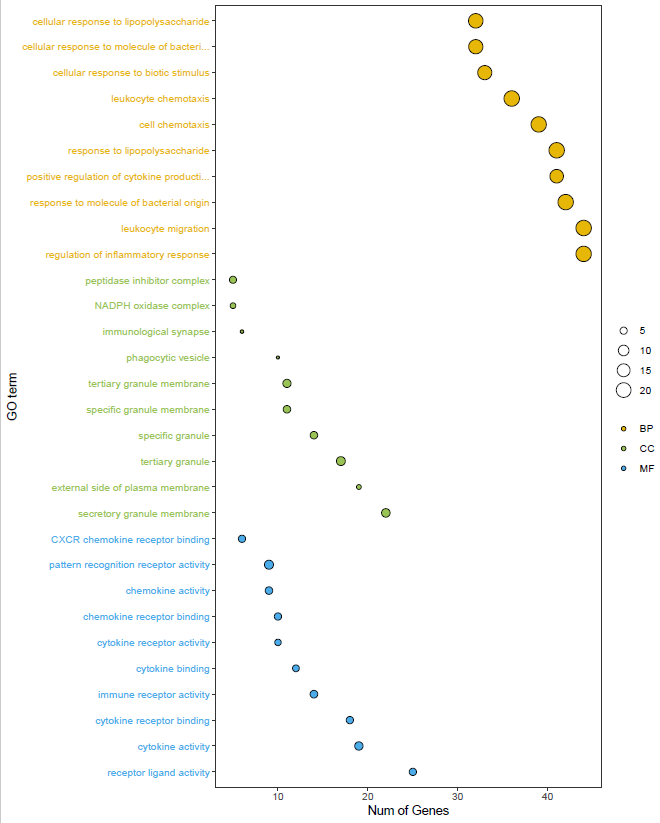 cellular response to lipopolysaccharide
cellular response to molecule of bacteri...
cellular response to biotic stimulus
leukocyte chemotaxis
cell chemotaxis
response to lipopolysaccharide
positive regulation of cytokine producti...
response to molecule of bacterial origin
leukocyte migration
regulation of inflammatory response
peptidase inhibitor complex
NADPH oxidase complex
immunological synapse
phagocytic vesicle
tertiary granule membrane
specific granule membrane
specific granule
tertiary granule
external side of plasma membrane
secretory granule membrane
CXCR chemokine receptor binding
pattern recognition receptor activity
chemokine activity
chemokine receptor binding
cytokine receptor activity
cytokine binding
immune receptor activity
cytokine receptor binding
cytokine activity
receptor ligand activity
GO term
10 20 30 40
Num of Genes
5
10
15
20
BP
CC
MF